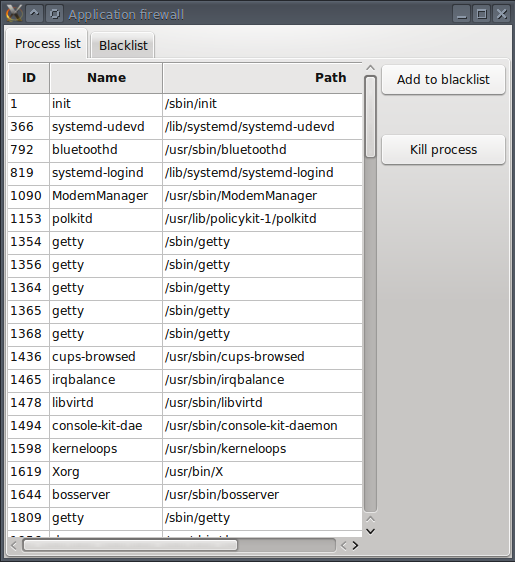 Application firewall
Process list Blacklist
ID Name Path
Add to blacklist
Kill process
1 init /sbin/init
366 systemd-udevd /lib/systemd/systemd-udevd
792 bluetoothd /usr/sbin/bluetoothd
819 systemd-logind /lib/systemd/systemd-logind
1090 ModemManager /usr/sbin/ModemManager
1153 polkitd /usr/lib/policykit-1/polkitd
1354 getty /sbin/getty
1356 getty /sbin/getty
1364 getty /sbin/getty
1365 getty /sbin/getty
1368 getty /sbin/getty
1436 cups-browsed /usr/sbin/cups-browsed
1465 irqbalance /usr/sbin/irqbalance
1478 libvirtd /usr/sbin/libvirtd
1494 console-kit-dae /usr/sbin/console-kit-daemon
1598 kerneloops /usr/sbin/kerneloops
1619 Xorg /usr/bin/X
1644 bosserver /usr/sbin/bosserver
1809 getty /sbin/getty